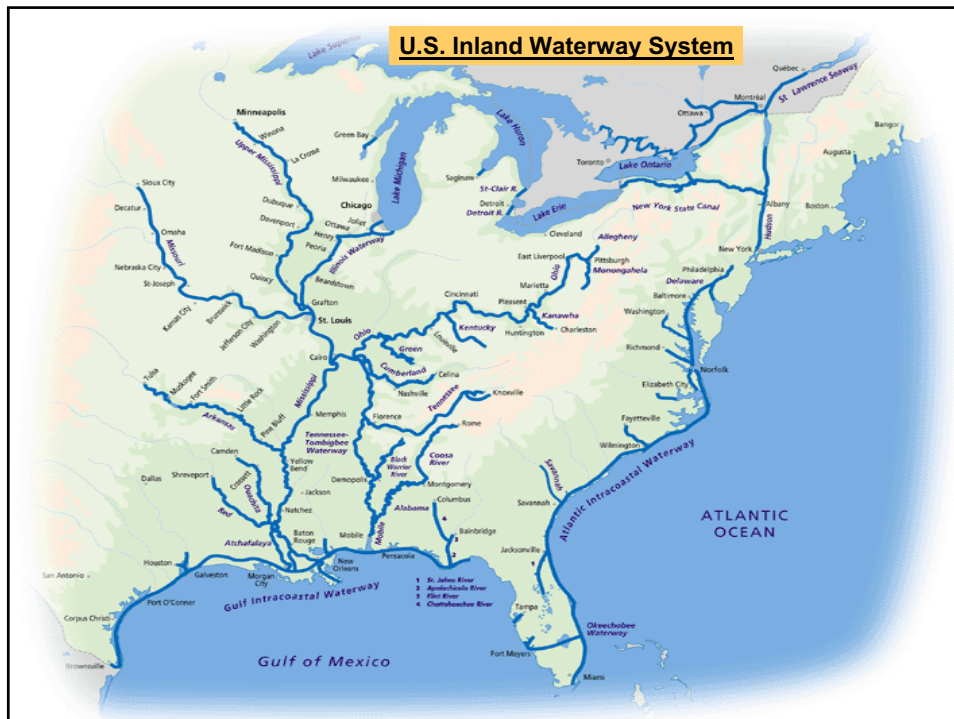 U.S. Inland Waterway System
Lake Superior
Québec
St Lawrence Seaway
Montréal
Ottawa
Bangor
Augusta
Minneapolis
Winona
La Crose
Upper Mississippi
Green Bay
Lake Michigan
Lake Huron
Toronto
Lake Ontario
Milwaukee
Saginaw
St-Clair R.
Detroit
Detroit R.
Lake Erie
New York State Canal
Albany
Boston
Hudson
New York
Sioux City
Decatur
Omaha
Missouri
Nebraska City
St-Joseph
Kansas City
Brunswick
Jefferson City
Washington
Dubuque
Davenport
Fort Madison
Quincy
Chicago
Joliet
Ottawa
Henry
Peoria
Illinois Waterway
Beardstown
Grafton
St. Louis
Cleveland
Allegheny
East Liverpool
Pittsburgh
Monongahela
Ohio
Marietta
Pleasant
Kanawha
Huntington
Charleston
Cincinnati
Kentucky
Louisville
Ohio
Green
Cairo
Cumberland
Celina
Nashville
Tennessee
Knoxville
Philadelphia
Delaware
Baltimore
Washington
Richmond
Norfolk
Elizabeth City
Fayetteville
Wilmington
Tulsa
Muskogee
Fort Smith
Little Rock
Pine Bluff
Arkansas
Mississippi
Memphis
Florence
Rome
Tennessee-
Tombigbee
Waterway
Black
Warrior
River
Coosa
River
Camden
Yellow
Bend
Demopolis
Montgomery
Columbus
Dallas
Shreveport
Crossett
Ouachita
Red
Jackson
Natchez
Alabama
4
Bainbridge
3
2
Savannah
Savannah
Atlantic Intracoastal Waterway
ATLANTIC
OCEAN
Atchafalaya
Baton
Rouge
Mobile
Mobile
Pensacola
Jacksonville
1
Houston
San Antonio
Galveston
Morgan
City
New
Orleans
Port O'Conner
Gulf Intracoastal Waterway
1 St. Johns River
2 Apalachicola River
3 Flint River
4 Chattahoochee River
Tampa
Okeechobee
Waterway
Corpus Christi
Brownsville
Gulf of Mexico
Fort Meyers
Miami